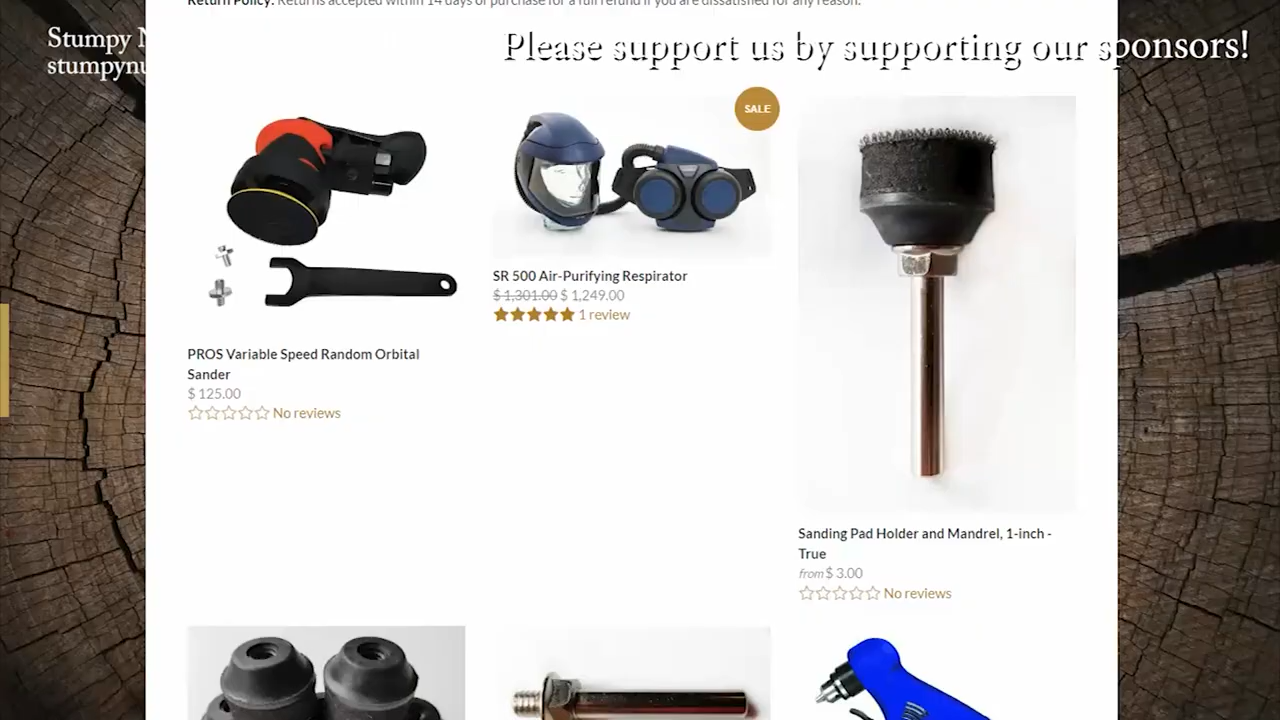 Return Policy: Returns accepted within 14 days of purchase for a full refund if you are dissatisfied for any reason.
Stumpy N
stumpynu
Please support us by supporting our sponsors!
SALE
PROS Variable Speed Random Orbital
Sander
$ 125.00
No reviews
SR 500 Air-Purifying Respirator
$ 1,301.00 $ 1,249.00
1 review
Sanding Pad Holder and Mandrel, 1-inch -
True
from $ 3.00
No reviews